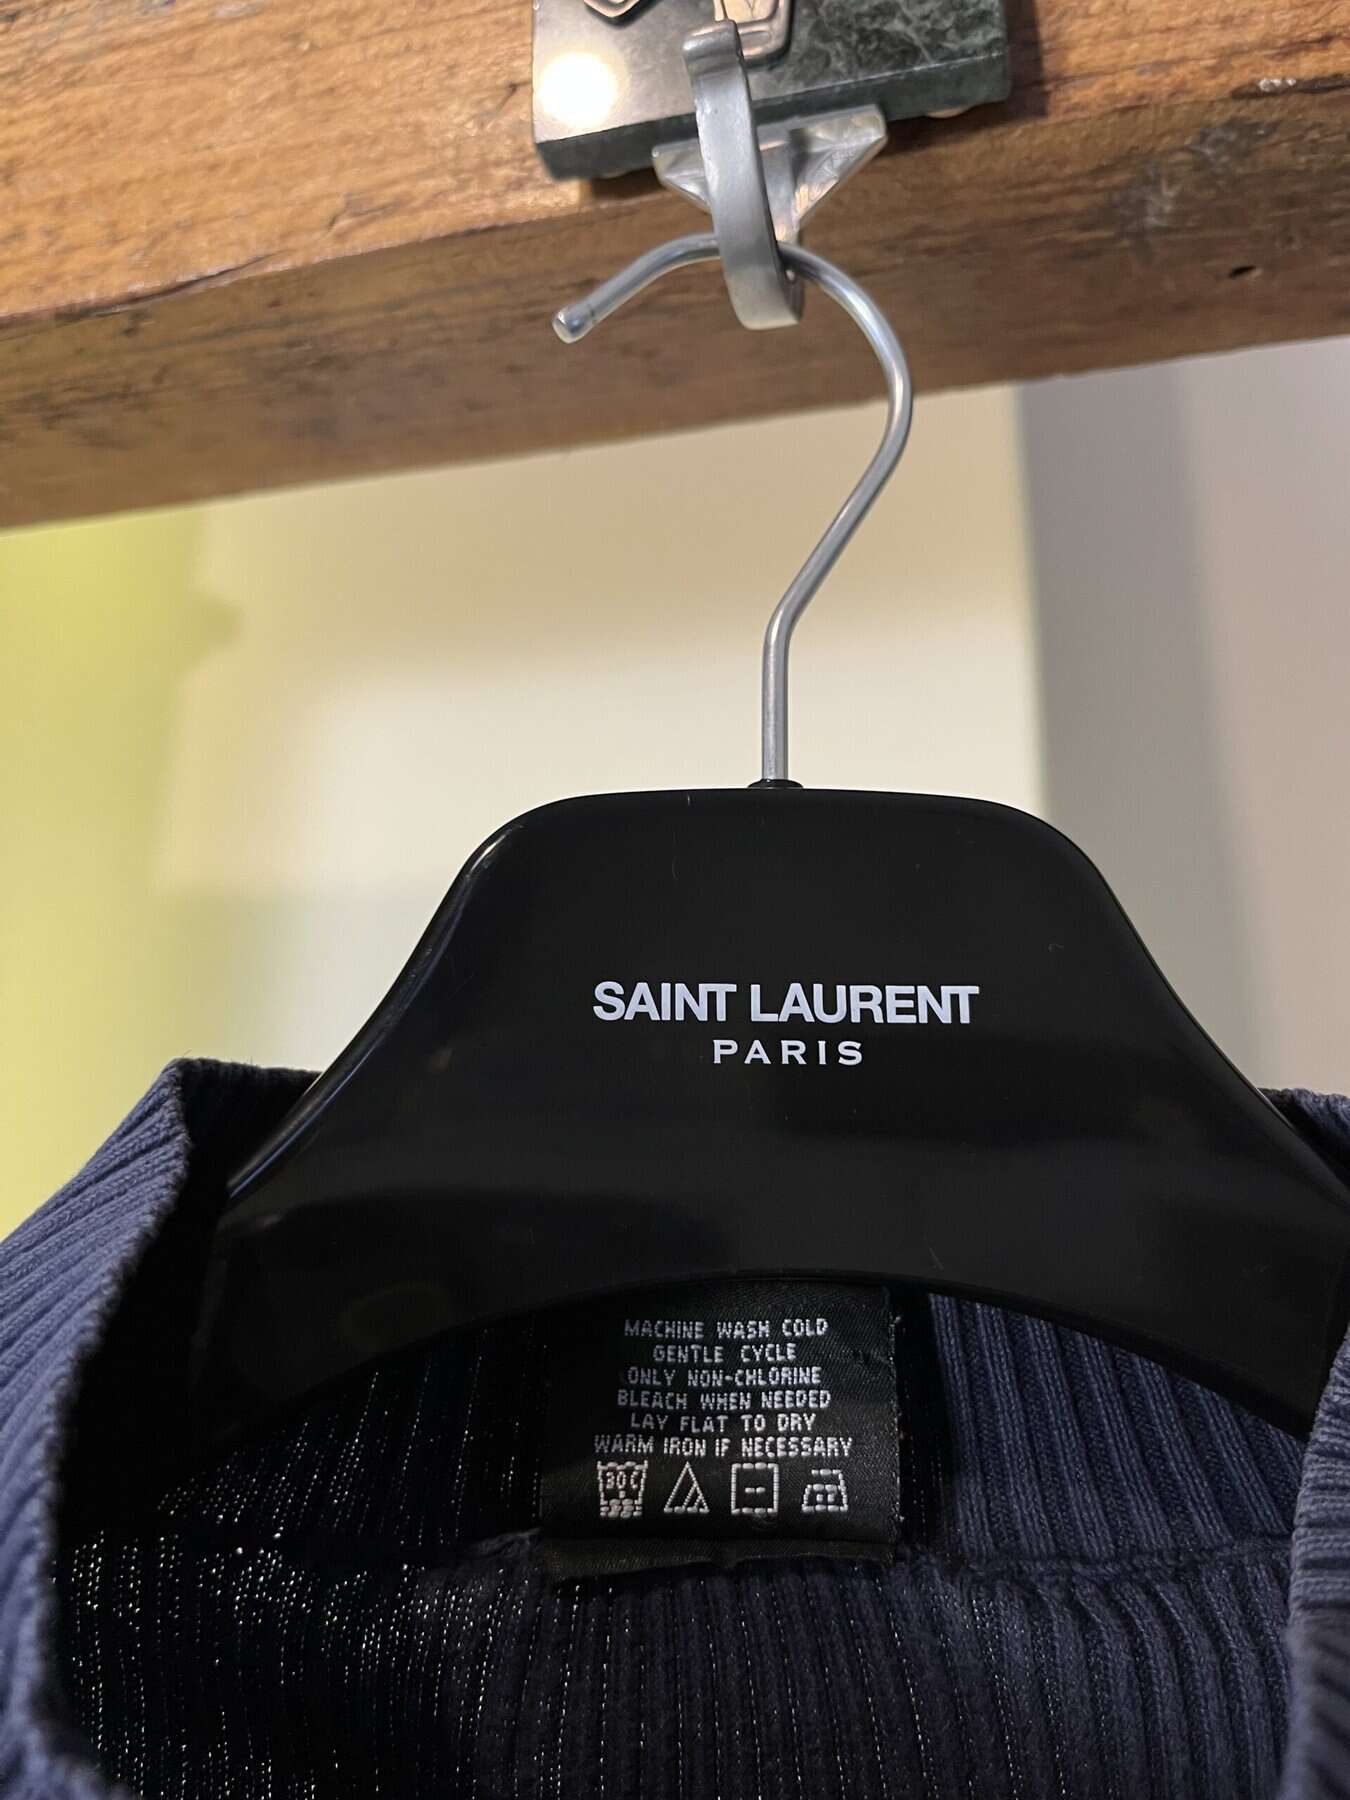 SAINT LAURENT
PARIS
MACHINE WASH COLD
GENTLE CYCLE
ONLY NON-CHLORINE
BLEACH WHEN NEEDED
LAY FLAT TO DRY
WARM IRON IF NECESSARY
30C